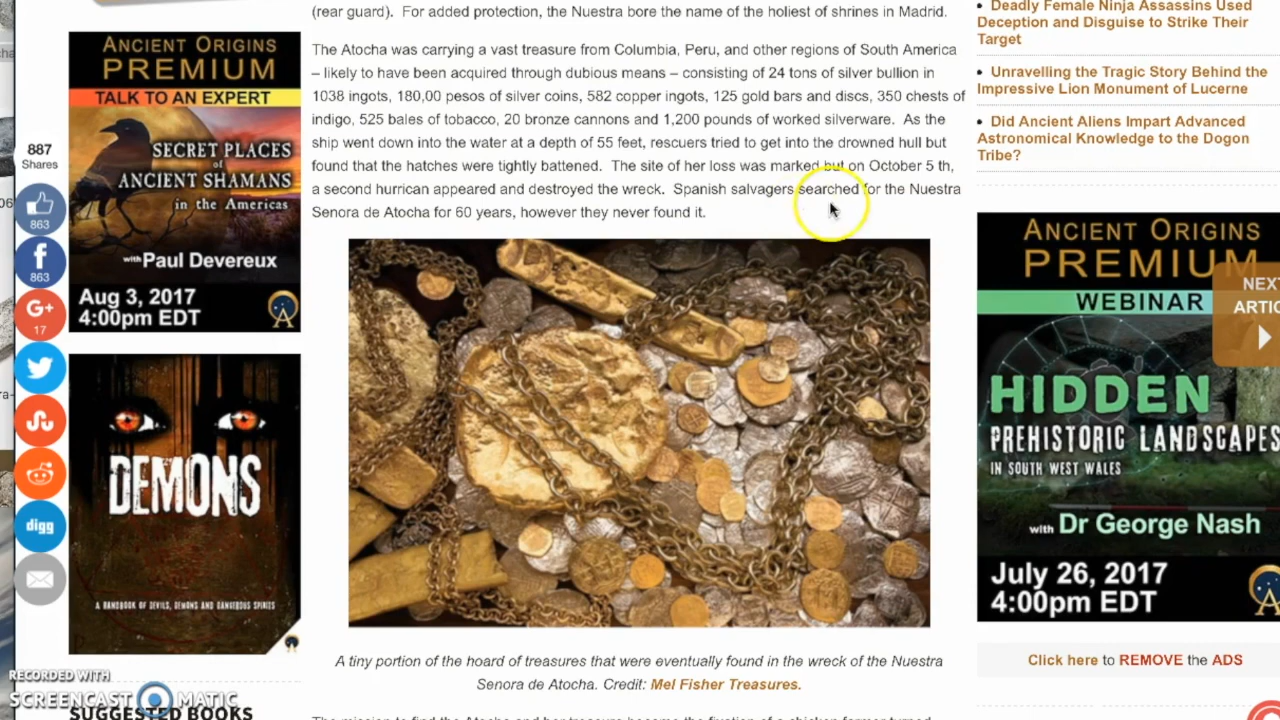 (rear guard). For added protection, the Nuestra bore the name of the holiest of shrines in Madrid.
The Atocha was carrying a vast treasure from Columbia, Peru, and other regions of South America
– likely to have been acquired through dubious means – consisting of 24 tons of silver bullion in
1038 ingots, 180,00 pesos of silver coins, 582 copper ingots, 125 gold bars and discs, 350 chests of
indigo, 525 bales of tobacco, 20 bronze cannons and 1,200 pounds of worked silverware. As the
ship went down into the water at a depth of 55 feet, rescuers tried to get into the drowned hull but
found that the hatches were tightly battened. The site of her loss was marked but on October 5 th,
a second hurrican appeared and destroyed the wreck. Spanish salvagers searched for the Nuestra
Senora de Atocha for 60 years, however they never found it.
A tiny portion of the hoard of treasures that were eventually found in the wreck of the Nuestra
Senora de Atocha. Credit: Mel Fisher Treasures.
ANCIENT ORIGINS
PREMIUM
TALK TO AN EXPERT
SECRET PLACES
of
ANCIENT SHAMANS
in the Americas
with Paul Devereux
Aug 3, 2017
4:00pm EDT
887
Shares
863
f
863
G+
17
digg
DEMONS
A HANDBOOK OF DEVILS, DEMONS AND DANGEROUS SPIRITS
RECORDED WITH
SCREENCAST MATIC
SUGGESTED BOOKS
Deadly Female Ninja Assassins Used
Deception and Disguise to Strike Their
Target
Unravelling the Tragic Story Behind the
Impressive Lion Monument of Lucerne
Did Ancient Aliens Impart Advanced
Astronomical Knowledge to the Dogon
Tribe?
ANCIENT ORIGINS
PREMIUM
WEBINAR
NEXT
ARTIC
HIDDEN
PREHISTORIC LANDSCAPES
IN SOUTH WEST WALES
with Dr George Nash
July 26, 2017
4:00pm EDT
Click here to REMOVE the ADS